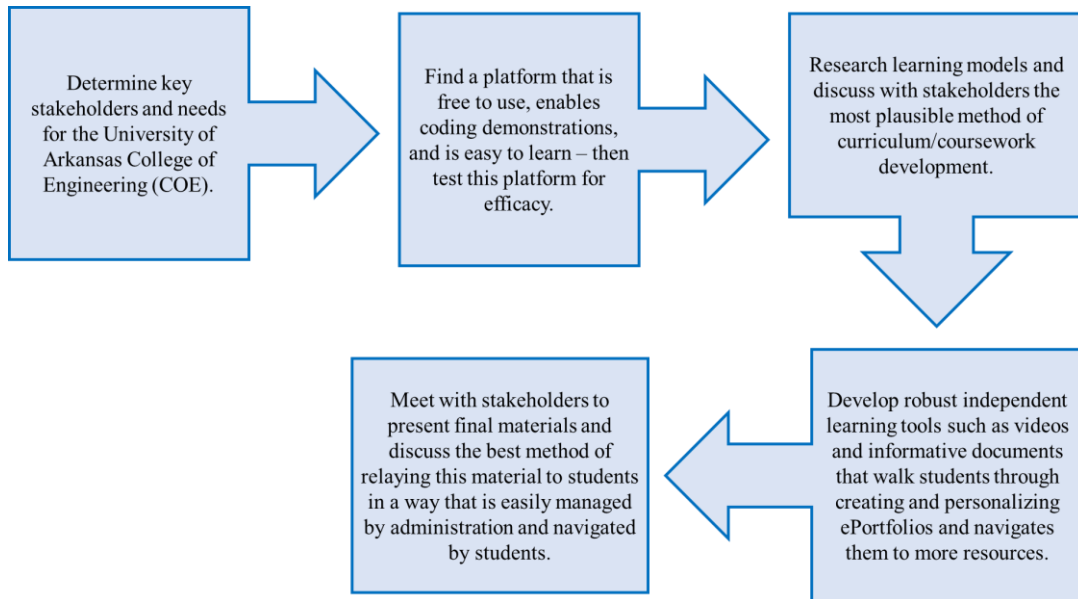 Determine key
stakeholders and needs
for the University of
Arkansas College of
Engineering (COE).
Find a platform that is
free to use, enables
coding demonstrations,
and is easy to learn – then
test this platform for
efficacy.
Research learning models and
discuss with stakeholders the
most plausible method of
curriculum/coursework
development.
Develop robust independent
learning tools such as videos
and informative documents
that walk students through
creating and personalizing
ePortfolios and navigates
them to more resources.
Meet with stakeholders to
present final materials and
discuss the best method of
relaying this material to students
in a way that is easily managed
by administration and navigated
by students.